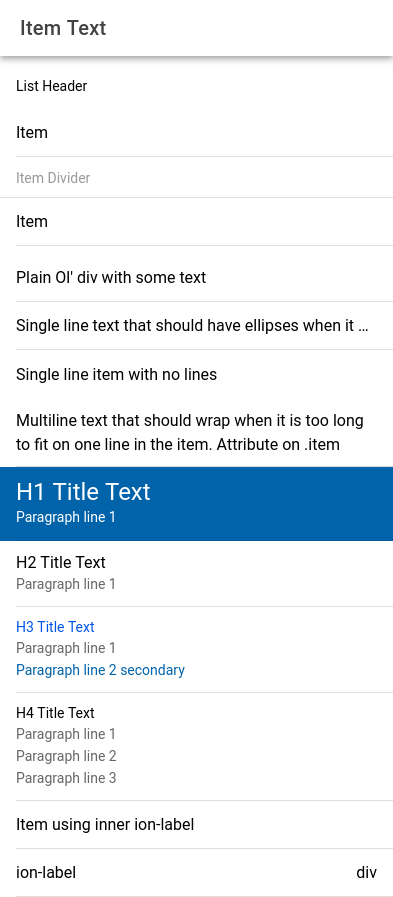 Item Text
List Header
Item
Item Divider
Item
Plain Ol' div with some text
Single line text that should have ellipses when it ...
Single line item with no lines
Multiline text that should wrap when it is too long
to fit on one line in the item. Attribute on .item
H1 Title Text
Paragraph line 1
H2 Title Text
Paragraph line 1
H3 Title Text
Paragraph line 1
Paragraph line 2 secondary
H4 Title Text
Paragraph line 1
Paragraph line 2
Paragraph line 3
Item using inner ion-label
ion-label div